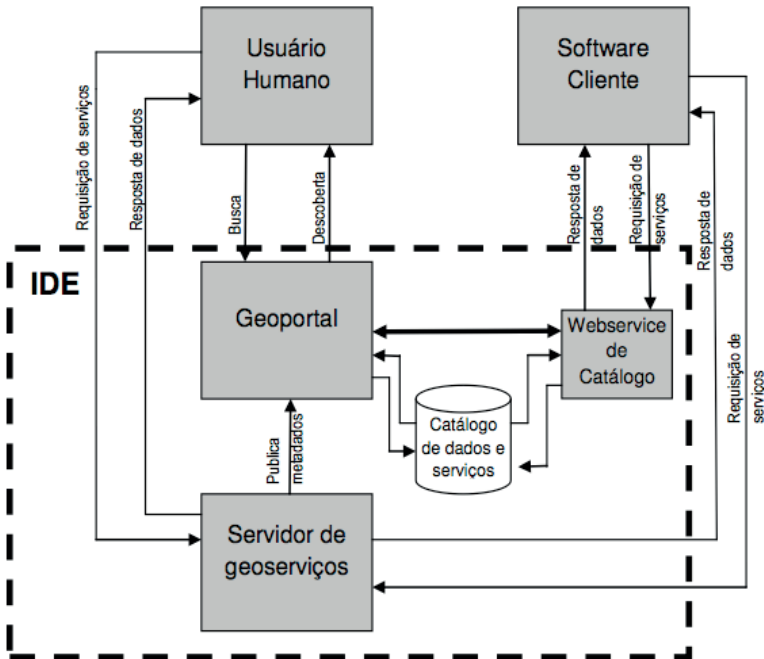 Usuário
Humano
Software
Cliente
Requisição de serviços
Resposta de dados
Busca
Descoberta
Resposta de
dados
Requisição de
serviços
Resposta de
dados
IDE
Geoportal
Webservice
de
Catálogo
Requisição de
serviços
Catálogo
de dados e
serviços
Publica
metadados
Servidor de
geoserviços